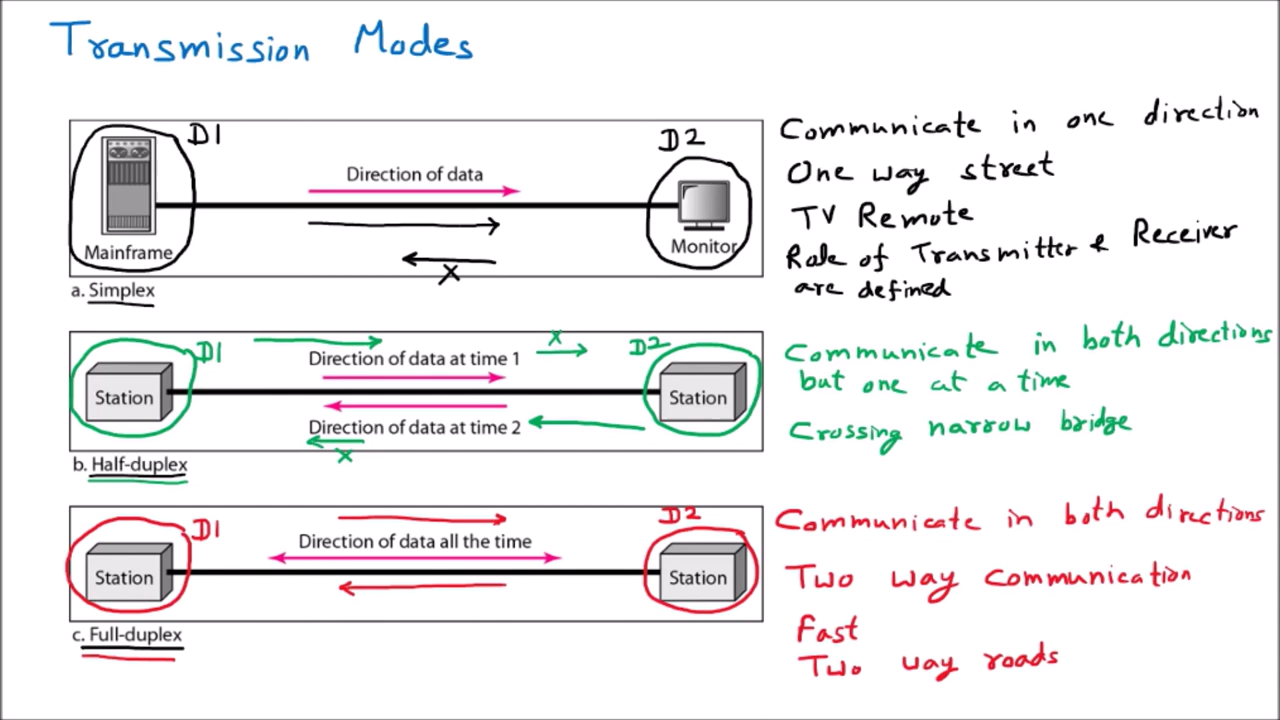 Transmission Modes
D1
D2
Direction of data
Mainframe
Monitor
X
a. Simplex
Communicate in one direction
One way street
TV Remote
Role of Transmitter & Receiver
are defined
D1
X
D2
Direction of data at time 1
Station
Station
Direction of data at time 2
X
b. Half-duplex
Communicate in both directions
but one at a time
Crossing narrow bridge
D1
D2
Direction of data all the time
Station
Station
c. Full-duplex
Communicate in both directions
Two way communication
Fast
Two way roads